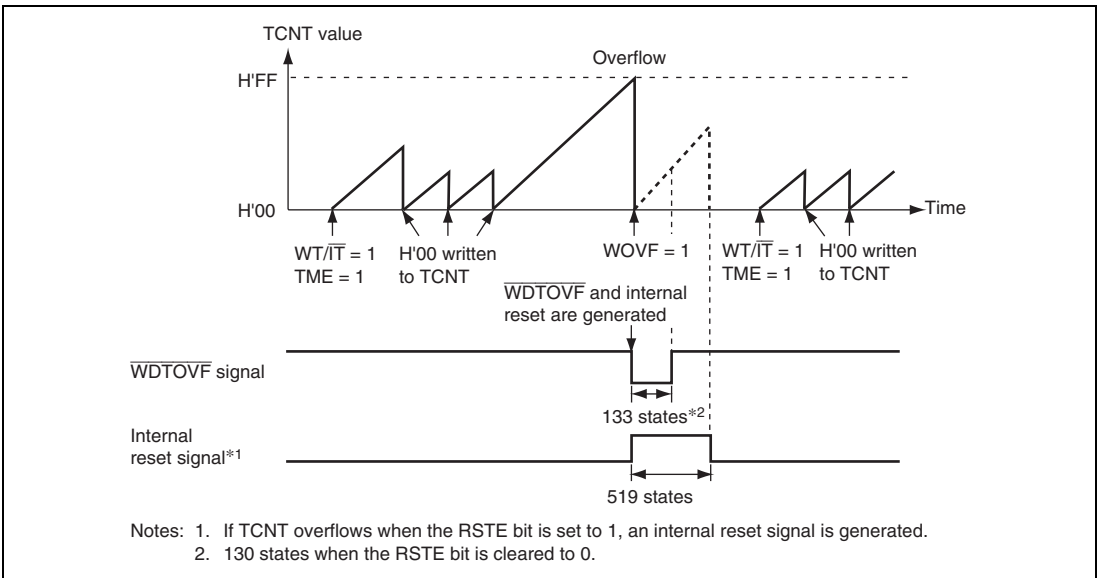 TCNT value
Overflow
H'FF
H'00
Time
WT/IT = 1
TME = 1
H'00 written
to TCNT
WOVF = 1
WT/IT = 1
TME = 1
H'00 written
to TCNT
WDTOVF and internal
reset are generated
WDTOVF signal
133 states*2
Internal
reset signal*1
519 states
Notes: 1. If TCNT overflows when the RSTE bit is set to 1, an internal reset signal is generated.
2. 130 states when the RSTE bit is cleared to 0.